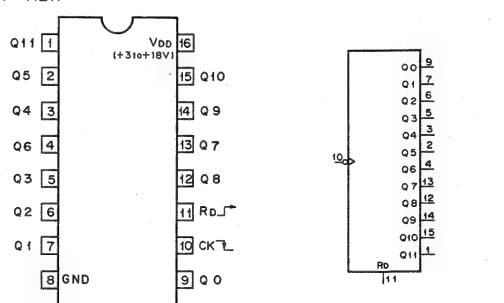 Q11 1 VDD 16
(+3to+18V)
Q5 2 15 Q10
Q4 3 14 Q9
Q6 4 13 Q7
Q3 5 12 Q8
Q2 6 11 RD
Q1 7 10 CK
8 GND 9 Q0
Q0 9
Q1 7
Q2 6
Q3 5
Q4 3
Q5 2
10
Q6 4
Q7 13
Q8 12
Q9 14
Q10 15
Q11 1
RD
11